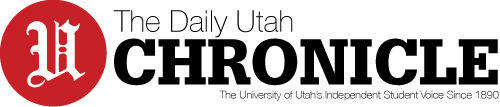 U
The Daily Utah
CHRONICLE
The University of Utah's Independent Student Voice Since 1890